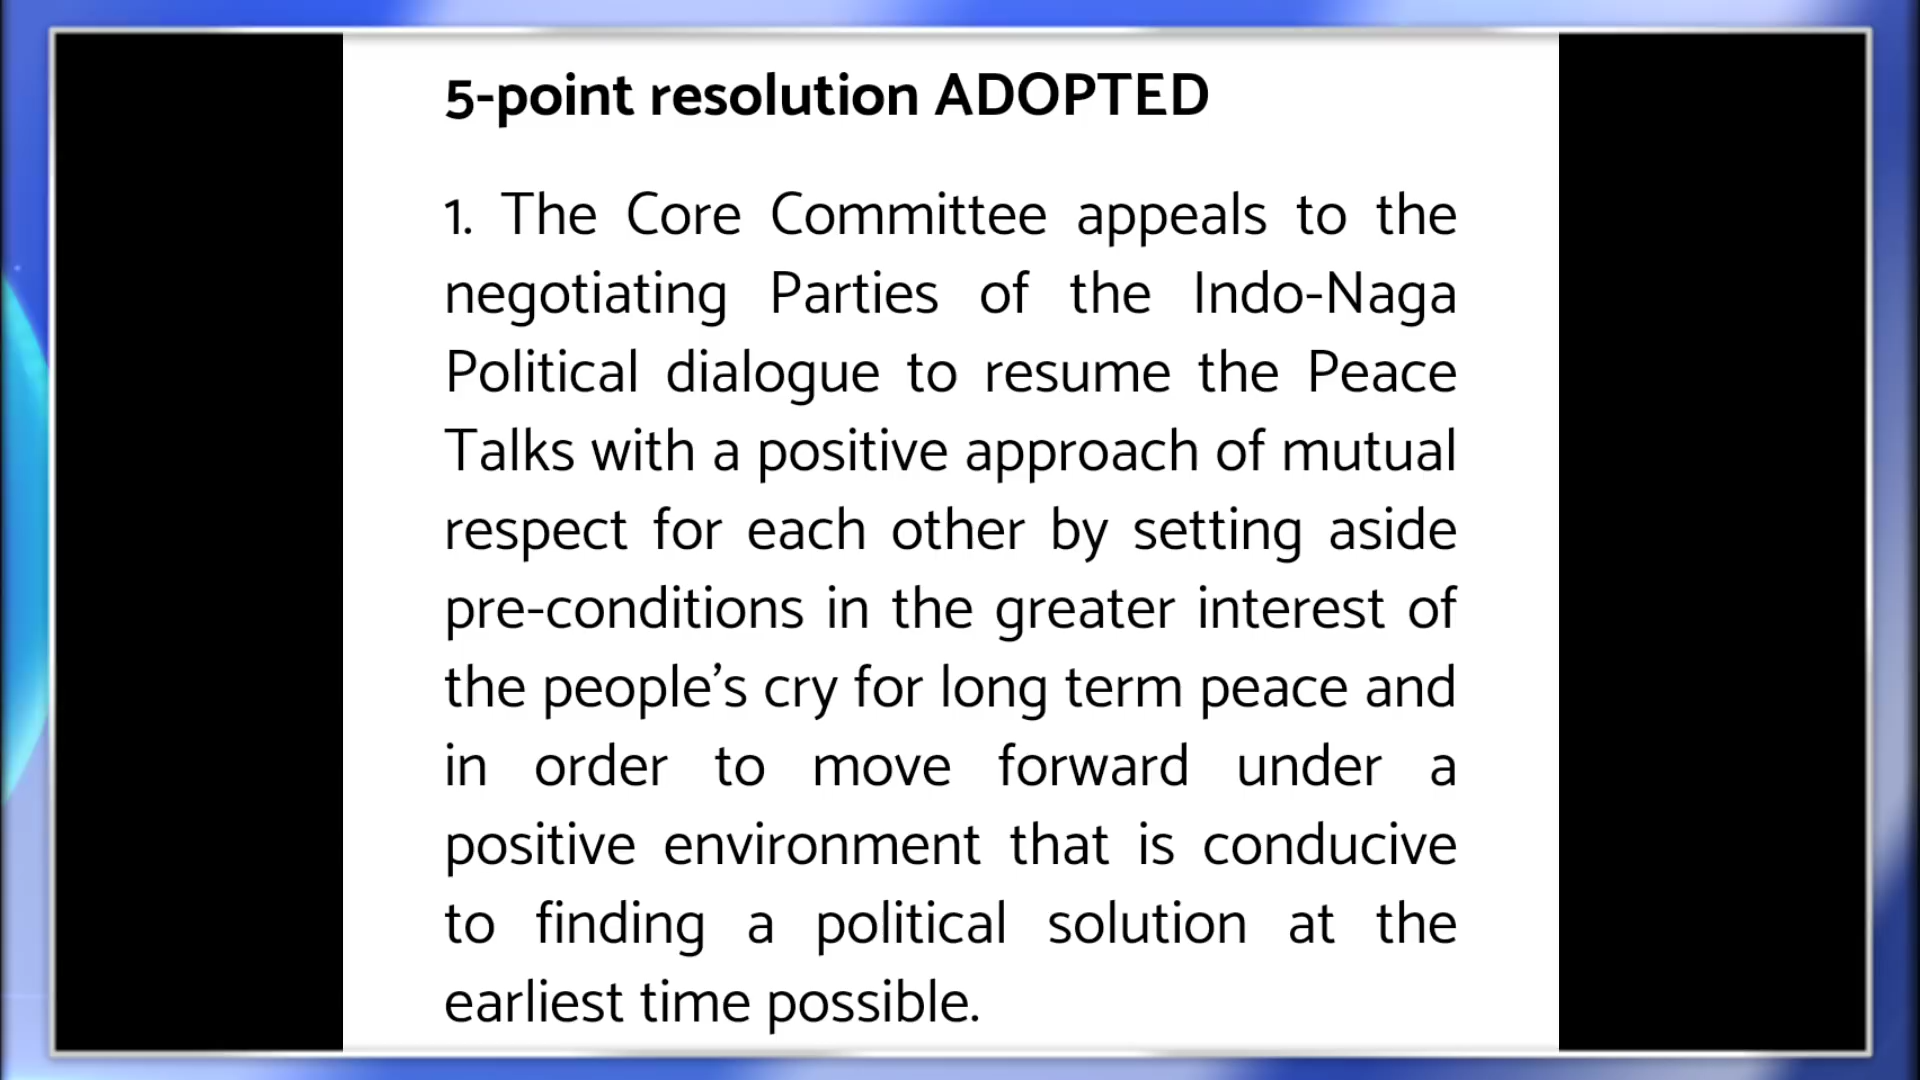 5-point resolution ADOPTED
1. The Core Committee appeals to the
negotiating Parties of the Indo-Naga
Political dialogue to resume the Peace
Talks with a positive approach of mutual
respect for each other by setting aside
pre-conditions in the greater interest of
the people’s cry for long term peace and
in order to move forward under a
positive environment that is conducive
to finding a political solution at the
earliest time possible.